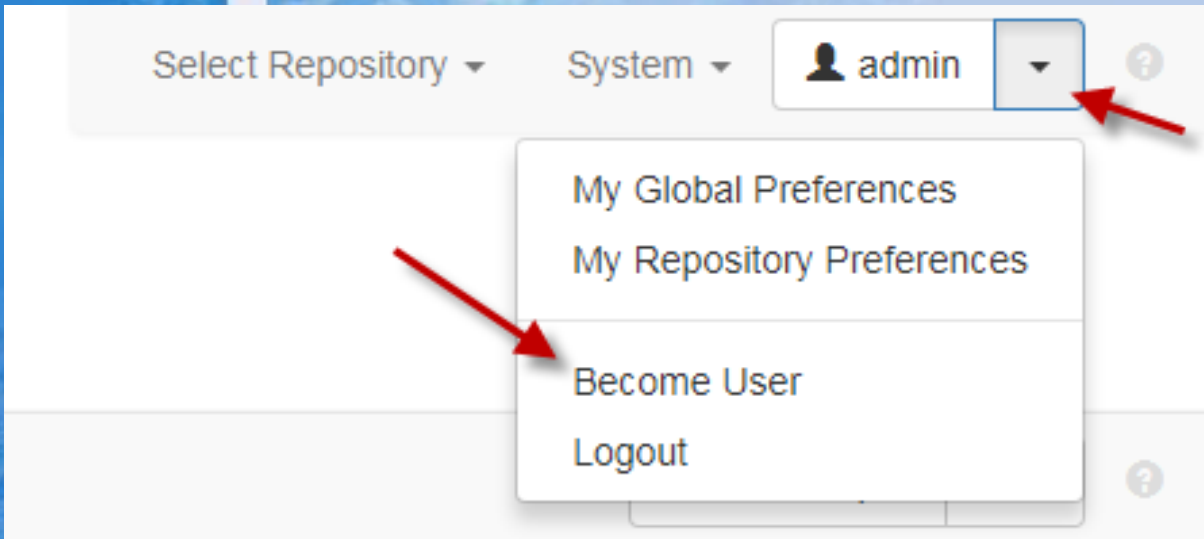 Select Repository System admin
My Global Preferences
My Repository Preferences
Become User
Logout